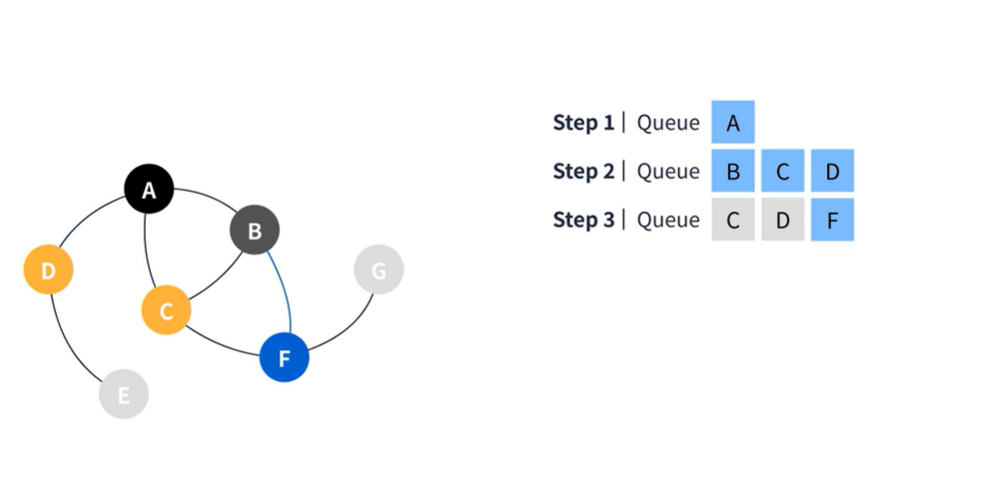 Step 1 | Queue A
Step 2 | Queue B C D
Step 3 | Queue C D F
A
B
D
G
C
F
E